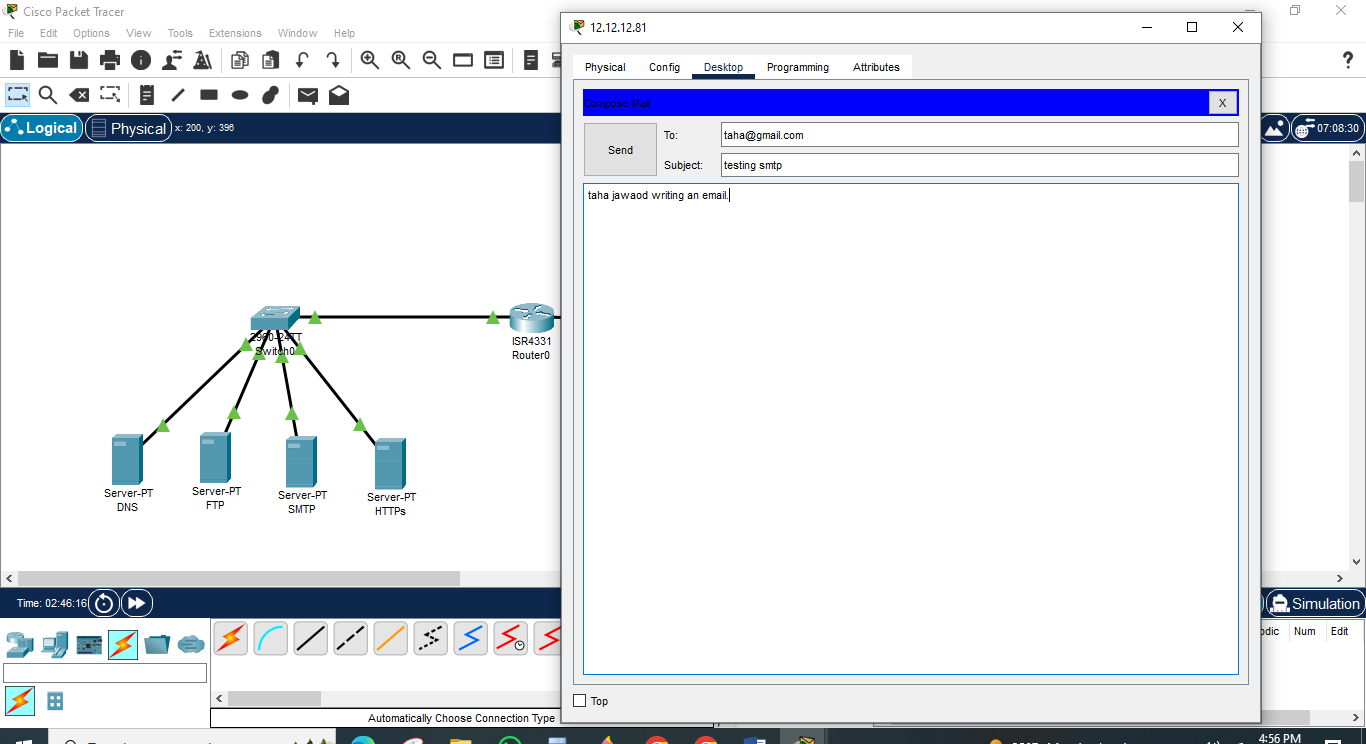 Cisco Packet Tracer
File Edit Options View Tools Extensions Window Help
?
Logical Physical x: 200, y: 396
07:08:30
12.12.12.81
Physical Config Desktop Programming Attributes
Compose Mail X
Send
To: taha@gmail.com
Subject: testing smtp
taha jawaod writing an email.
2960-24TT
Switch0
ISR4331
Router0
Server-PT
DNS
Server-PT
FTP
Server-PT
SMTP
Server-PT
HTTPs
Time: 02:46:16
Simulation
odic Num Edit
Top
Automatically Choose Connection Type
4:56 PM